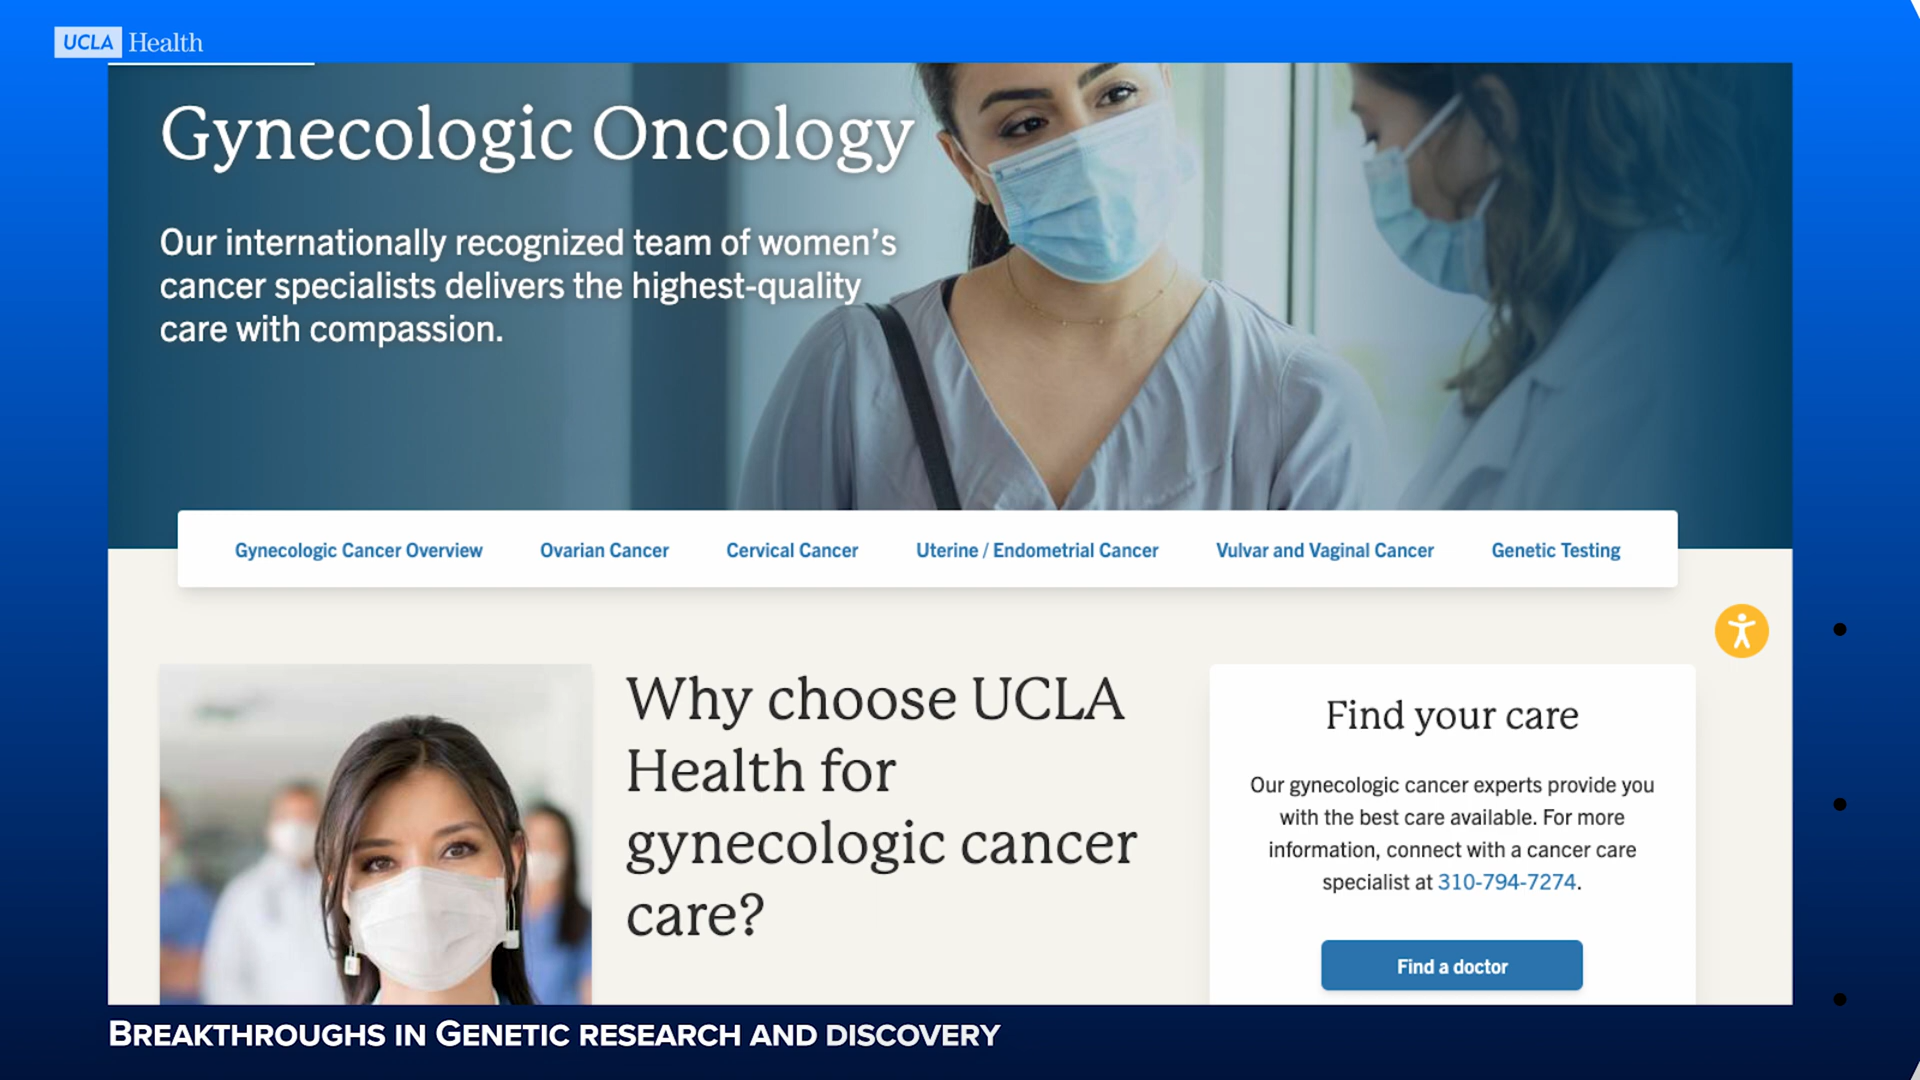 UCLA Health
Gynecologic Oncology
Our internationally recognized team of women’s
cancer specialists delivers the highest-quality
care with compassion.
Gynecologic Cancer Overview Ovarian Cancer Cervical Cancer Uterine / Endometrial Cancer Vulvar and Vaginal Cancer Genetic Testing
Why choose UCLA
Health for
gynecologic cancer
care?
Find your care
Our gynecologic cancer experts provide you
with the best care available. For more
information, connect with a cancer care
specialist at 310-794-7274.
Find a doctor
BREAKTHROUGHS IN GENETIC RESEARCH AND DISCOVERY